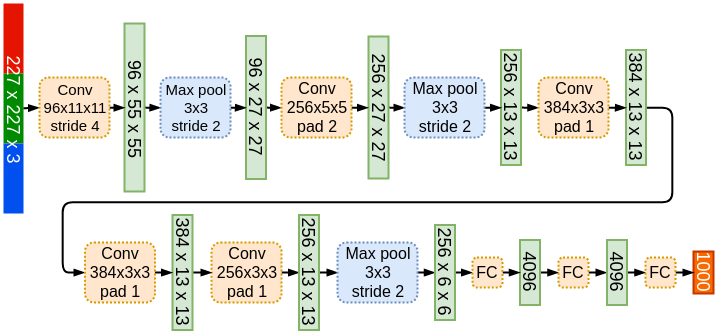 227 x 227 x 3
Conv
96x11x11
stride 4
96 x 55 x 55
Max pool
3x3
stride 2
96 x 27 x 27
Conv
256x5x5
pad 2
256 x 27 x 27
Max pool
3x3
stride 2
256 x 13 x 13
Conv
384x3x3
pad 1
384 x 13 x 13
Conv
384x3x3
pad 1
384 x 13 x 13
Conv
256x3x3
pad 1
256 x 13 x 13
Max pool
3x3
stride 2
256 x 6 x 6
FC
4096
FC
4096
FC
1000